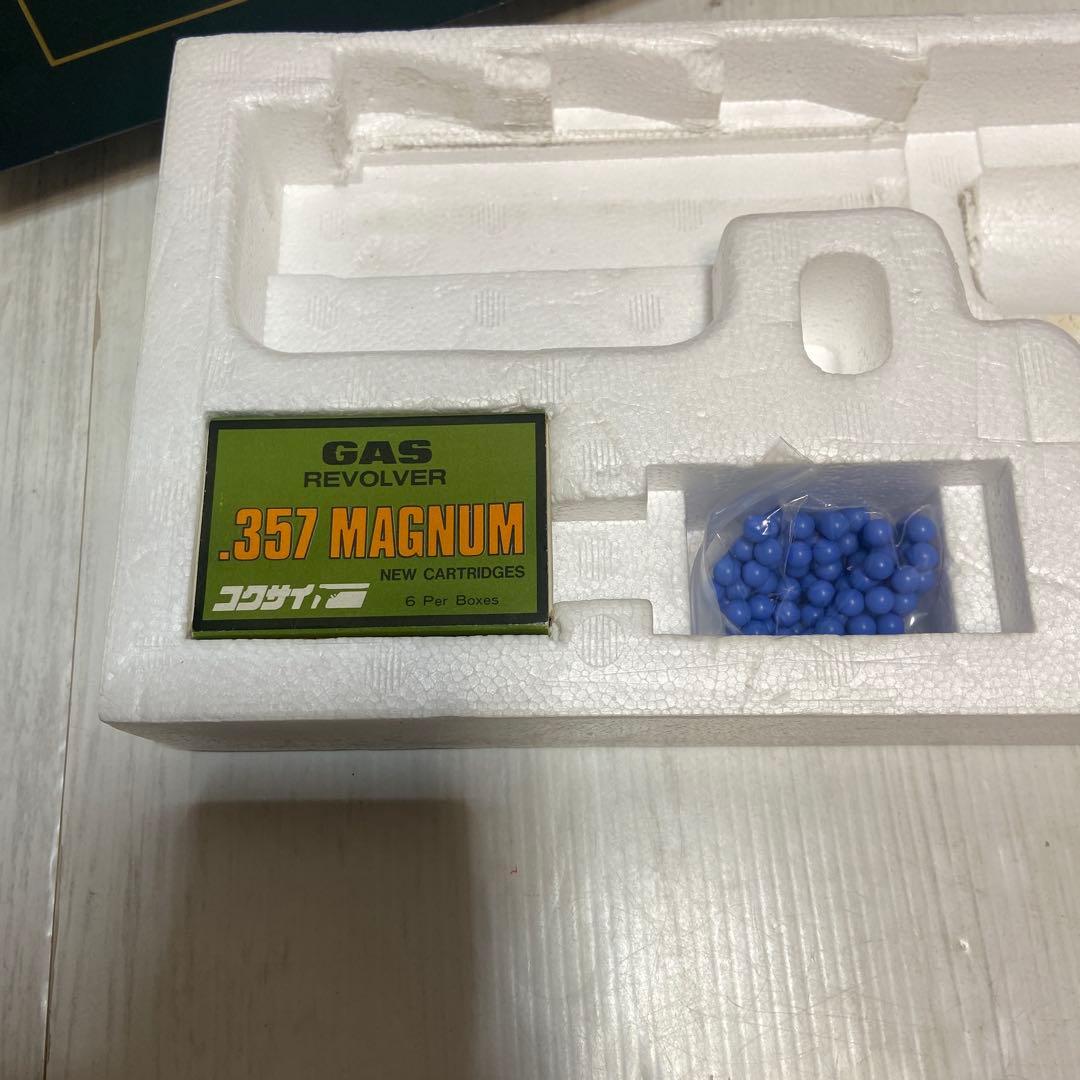 GAS
REVOLVER
.357 MAGNUM
NEW CARTRIDGES
コクサイ
6 Per Boxes